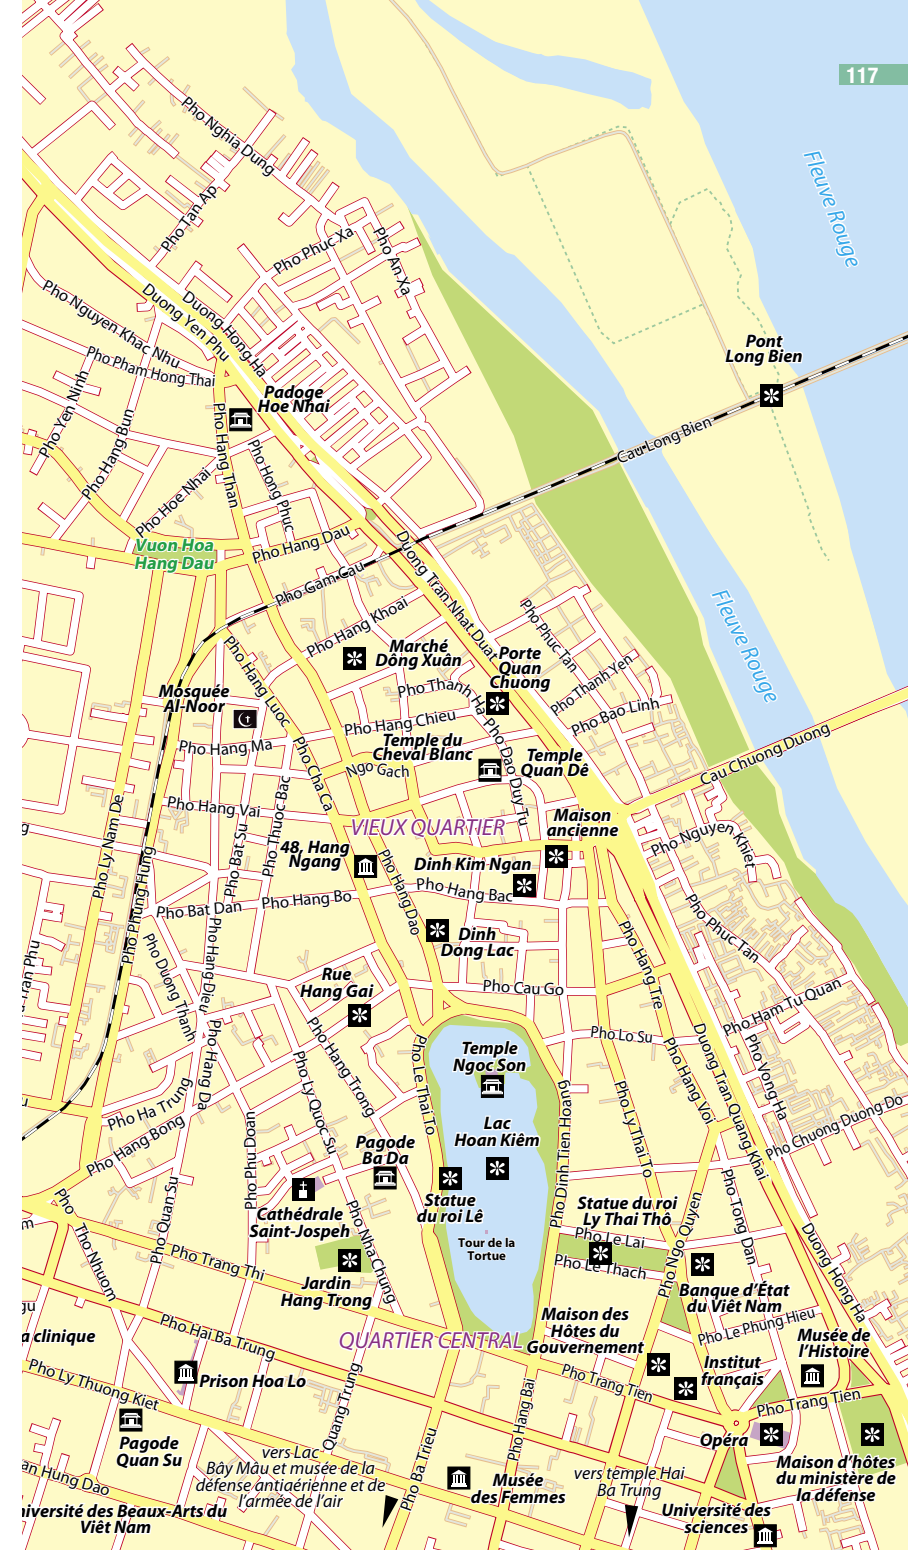 117
Pho Nghia Dung
Fleuve Rouge
Pho Tan Ap
Pho Phuc Xa
Pho An Xa
Pho Nguyen Khac Nhu
Duong Yen Phu
Duong Hong Ha
Pont
Long Bien
Pho Pham Hong Thai
Pho Yen Ninh
Padoge
Hoe Nhai
Pho Hang Bun
Pho Hang Than
Pho Hong Phuc
Cau Long Bien
Pho Hoe Nhai
Vuon Hoa
Hang Dau
Pho Hang Dau
Duong Tran Nhat Duat
Pho Gam Cau
Pho Hang Khoai
Pho Phuc Tan
Fleuve Rouge
Marché
Dông Xuân
Porte
Quan
Chuong
Pho Hang Luoc
Pho Thanh Ha
Pho Thanh Yen
Mosquée
Al-Noor
Pho Bao Linh
Pho Hang Chieu
Pho Dao Duy Tu
Pho Hang Ma
Pho Cha Ca
Temple du
Cheval Blanc
Ngo Gach
Temple
Quan Dê
Cau Chuong Duong
Pho Ly Nam De
Pho Hang Vai
Pho Thuoc Bac
Pho Bat Su
VIEUX QUARTIER
Maison
ancienne
Pho Nguyen Khiet
g
48, Hang
Ngang
Dinh Kim Ngan
Pho Phung Hung
Pho Hang Dao
Pho Hang Bac
Pho Bat Dan
Pho Hang Bo
Pho Phuc Tan
Tran Phu
Pho Duong Thanh
Pho Hang Dieu
Dinh
Dong Lac
Pho Hang Tre
Rue
Hang Gai
Pho Cau Go
Pho Ham Tu Quan
Pho Hang Da
Pho Hang Trong
Pho Ly Quoc Su
Pho Le Thai To
Pho Lo Su
Pho Hang Voi
Duong Tran Quang Khai
Pho Vong Ha
Temple
Ngoc Son
Pho Ha Trung
Pho Dinh Tien Hoang
Pho Ly Thai To
u
Pho Chuong Duong Do
Pho Hang Bong
Pho Phu Doan
Lac
Hoan Kiêm
Pagode
Ba Da
Pho Quan Su
Pho Tong Dan
Cathédrale
Saint-Jospeh
Statue
du roi Lê
Statue du roi
Ly Thai Thô
Pho Ngo Quyen
Pho
Tho Nhuom
m
Pho Nha Chung
Tour de la
Tortue
Pho Le Lai
Pho Le Thach
Duong Hong Ha
Pho Trang Thi
Jardin
Hang Trong
Banque d'État
du Viêt Nam
gu
a clinique
Pho Hai Ba Trung
QUARTIER CENTRAL
Maison des
Hôtes du
Gouvernement
Pho Le Phung Hieu
Musée de
l'Histoire
Pho Ly Thuong Kiet
Prison Hoa Lo
Quang Trung
Pho Hang Bai
Pho Trang Tien
Institut
français
Pho Trang Tien
Pagode
Quan Su
Opéra
vers Lac
Bây Mâu et musée de la
défense antiaérienne et de
l'armée de l'air
Pho Ba Trieu
Musée
des Femmes
vers temple Hai
Ba Trung
Maison d'hôtes
du ministère de
la défense
an Hung Dao
niversité des Beaux-Arts du
Viêt Nam
Université des
sciences